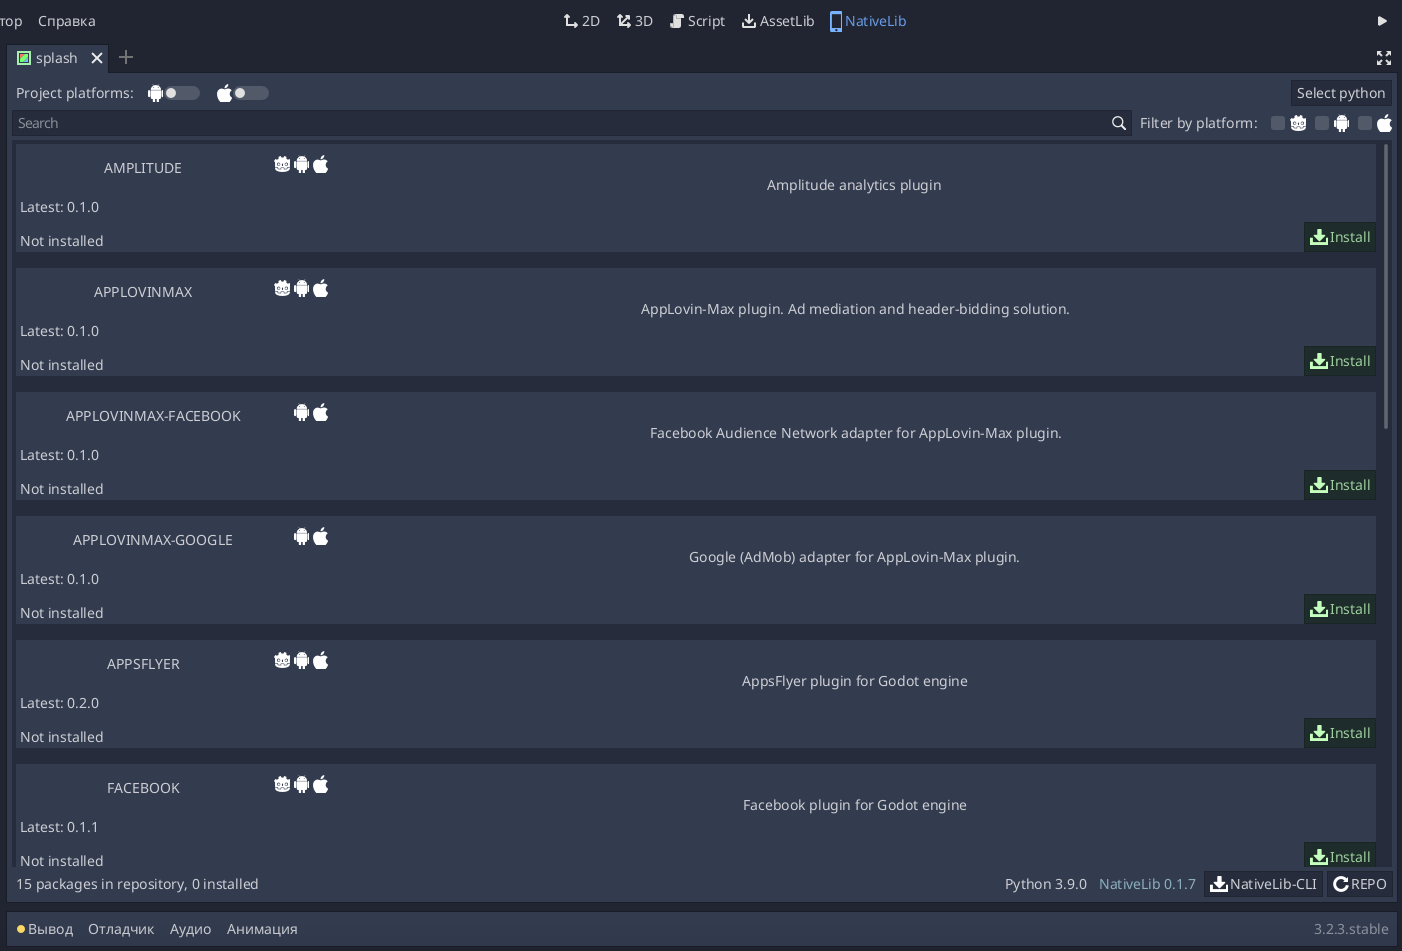 тор Справка 2D 3D Script AssetLib NativeLib
splash
Project platforms: Select python
Search Filter by platform:
AMPLITUDE
Amplitude analytics plugin
Latest: 0.1.0
Not installed Install
APPLOVINMAX
AppLovin-Max plugin. Ad mediation and header-bidding solution.
Latest: 0.1.0
Not installed Install
APPLOVINMAX-FACEBOOK
Facebook Audience Network adapter for AppLovin-Max plugin.
Latest: 0.1.0
Not installed Install
APPLOVINMAX-GOOGLE
Google (AdMob) adapter for AppLovin-Max plugin.
Latest: 0.1.0
Not installed Install
APPSFLYER
AppsFlyer plugin for Godot engine
Latest: 0.2.0
Not installed Install
FACEBOOK
Facebook plugin for Godot engine
Latest: 0.1.1
Not installed Install
15 packages in repository, 0 installed Python 3.9.0 NativeLib 0.1.7 NativeLib-CLI REPO
Вывод Отладчик Аудио Анимация 3.2.3.stable